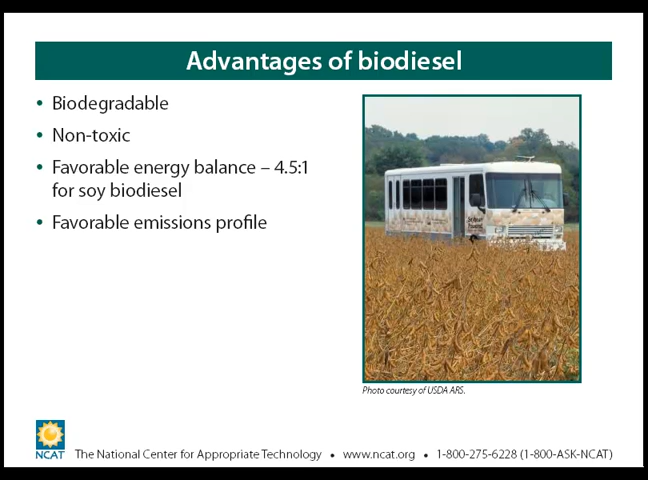 Advantages of biodiesel
• Biodegradable
• Non-toxic
• Favorable energy balance – 4.5:1
for soy biodiesel
• Favorable emissions profile
Photo courtesy of USDA ARS.
NCAT
The National Center for Appropriate Technology • www.ncat.org • 1-800-275-6228 (1-800-ASK-NCAT)